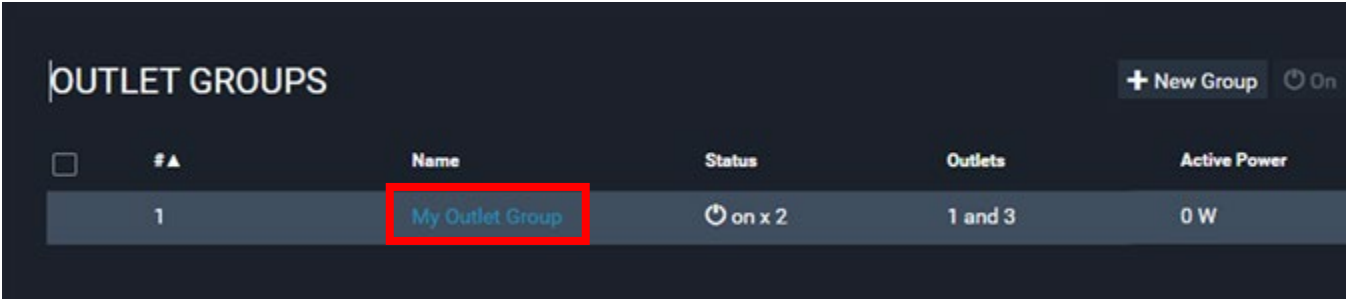 OUTLET GROUPS
+ New Group On
#▲ Name Status Outlets Active Power
1 My Outlet Group on x 2 1 and 3 0 W